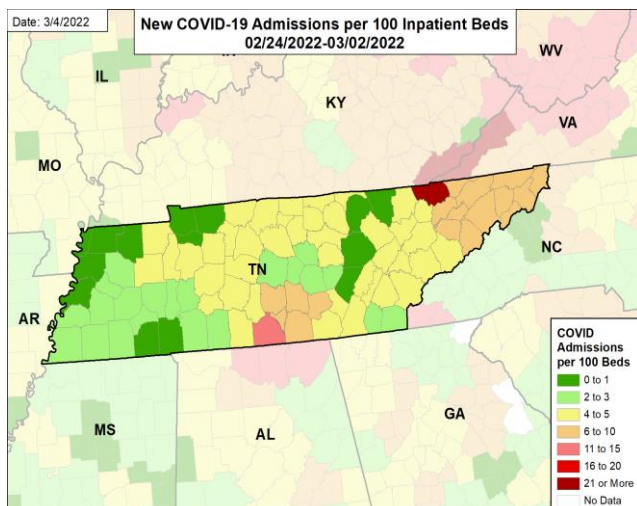 Date: 3/4/2022
New COVID-19 Admissions per 100 Inpatient Beds
02/24/2022-03/02/2022
IL
WV
KY
VA
MO
TN
NC
AR
MS
AL
GA
COVID
Admissions
per 100 Beds
0 to 1
2 to 3
4 to 5
6 to 10
11 to 15
16 to 20
21 or More
No Data